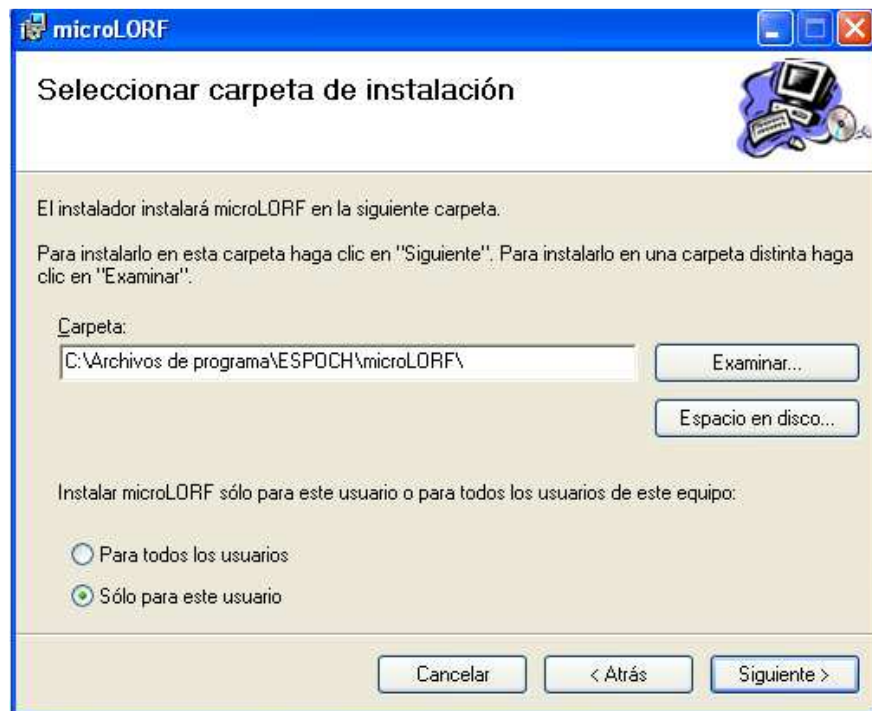 microLORF
Seleccionar carpeta de instalación
El instalador instalará microLORF en la siguiente carpeta.
Para instalarlo en esta carpeta haga clic en "Siguiente". Para instalarlo en una carpeta distinta haga
clic en "Examinar".
Carpeta:
C:\Archivos de programa\ESPOCH\microLORF\
Examinar...
Espacio en disco...
Instalar microLORF sólo para este usuario o para todos los usuarios de este equipo:
Para todos los usuarios
Sólo para este usuario
Cancelar
< Atrás
Siguiente >